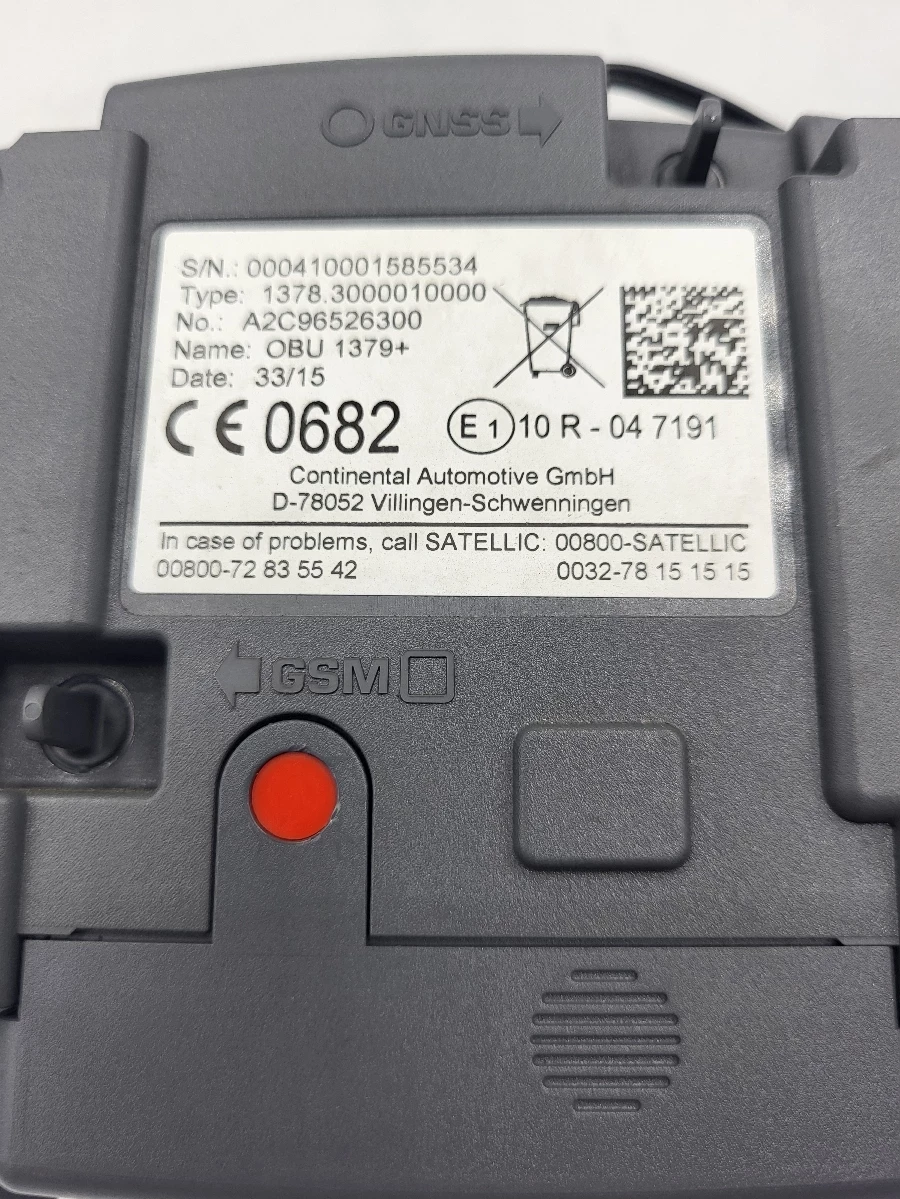 GNSS
S/N.: 000410001585534
Type: 1378.3000010000
No.: A2C96526300
Name: OBU 1379+
Date: 33/15
CE 0682 E1 10 R - 04 7191
Continental Automotive GmbH
D-78052 Villingen-Schwenningen
In case of problems, call SATELLIC: 00800-SATELLIC
00800-72 83 55 42 0032-78 15 15 15
GSM